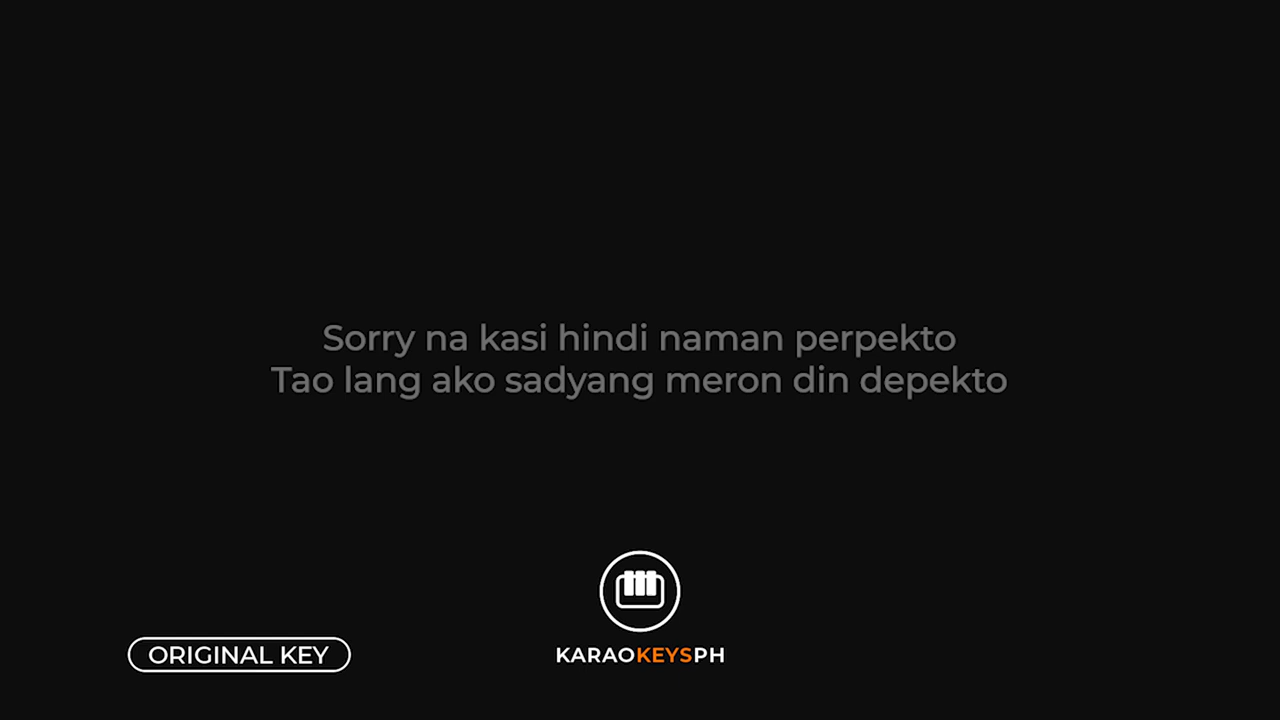 Sorry na kasi hindi naman perpekto
Tao lang ako sadyang meron din depekto
ORIGINAL KEY
KARAOKEYSPH